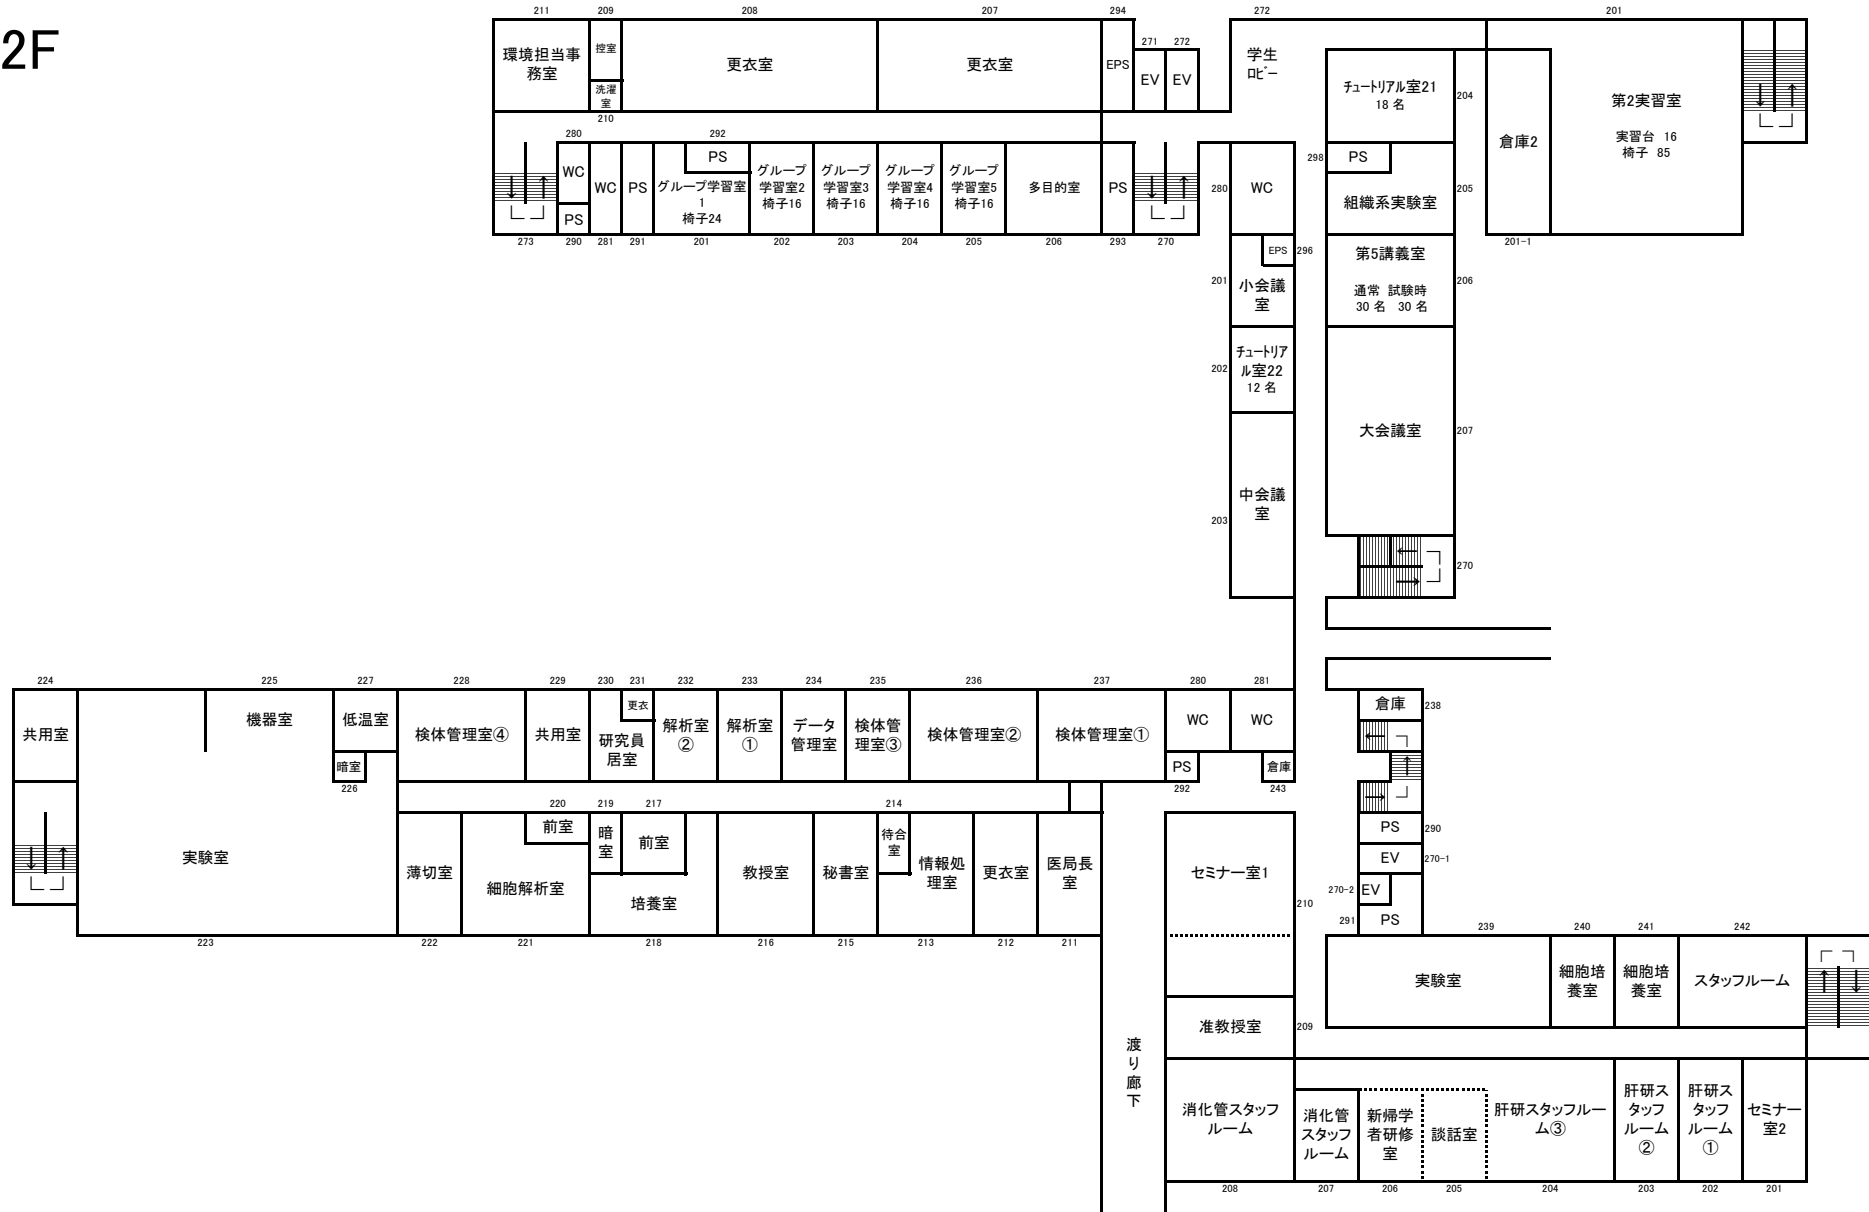 2F
211
209
208
207
294
272
201
271
272
環境担当事
務室
控室
洗濯
室
更衣室
更衣室
EPS
EV
EV
学生
ロビー
チュートリアル室21
18 名
204
倉庫2
第2実習室
実習台 16
椅子 85
210
280
292
WC
PS
WC
PS
PS
グループ学習室
1
椅子24
グループ
学習室2
椅子16
グループ
学習室3
椅子16
グループ
学習室4
椅子16
グループ
学習室5
椅子16
多目的室
PS
280
WC
298
PS
組織系実験室
205
273
290
281
291
201
202
203
204
205
206
293
270
201-1
EPS
296
201
小会議
室
第5講義室
通常 試験時
30 名 30 名
206
202
チュートリア
ル室22
12 名
大会議室
207
203
中会議
室
270
224
225
227
228
229
230
231
232
233
234
235
236
237
280
281
共用室
機器室
低温室
暗室
226
検体管理室④
共用室
更衣
研究員
居室
解析室
②
解析室
①
データ
管理室
検体管
理室③
検体管理室②
検体管理室①
WC
WC
PS
倉庫
292
243
倉庫
238
220
219
217
214
実験室
薄切室
前室
細胞解析室
暗
室
前室
培養室
教授室
秘書室
待合
室
情報処
理室
更衣室
医局長
室
セミナー室1
210
PS
290
EV
270-1
270-2
EV
291
PS
223
222
221
218
216
215
213
212
211
239
240
241
242
実験室
細胞培
養室
細胞培
養室
スタッフルーム
准教授室
209
渡
り
廊
下
消化管スタッフ
ルーム
消化管
スタッフ
ルーム
新帰学
者研修
室
談話室
肝研スタッフルー
ム③
肝研ス
タッフ
ルーム
②
肝研ス
タッフ
ルーム
①
セミナー
室2
208
207
206
205
204
203
202
201